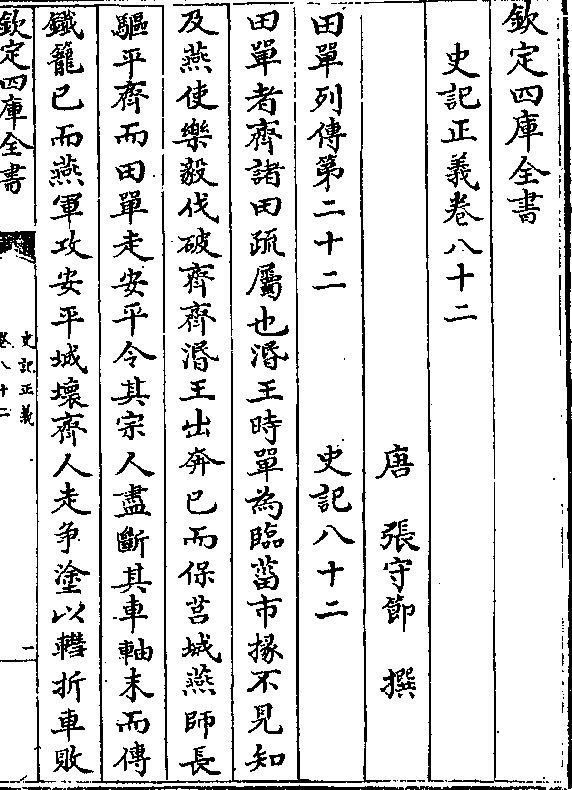 欽定四庫全書
史記正義卷八十二
唐 張守節 撰
田單列傳第二十二 史記八十二
田單者齊諸田疏屬也湣王時單為臨菑市掾不見知
及燕使樂毅伐破齊齊湣王出奔已而保莒城燕師長
驅平齊而田單走安平令其宗人盡斷其車軸末而傅
鐵籠已而燕軍攻安平城壞齊人走争塗以轊折車敗
欽定四庫全書
史記正義
卷八十二
一